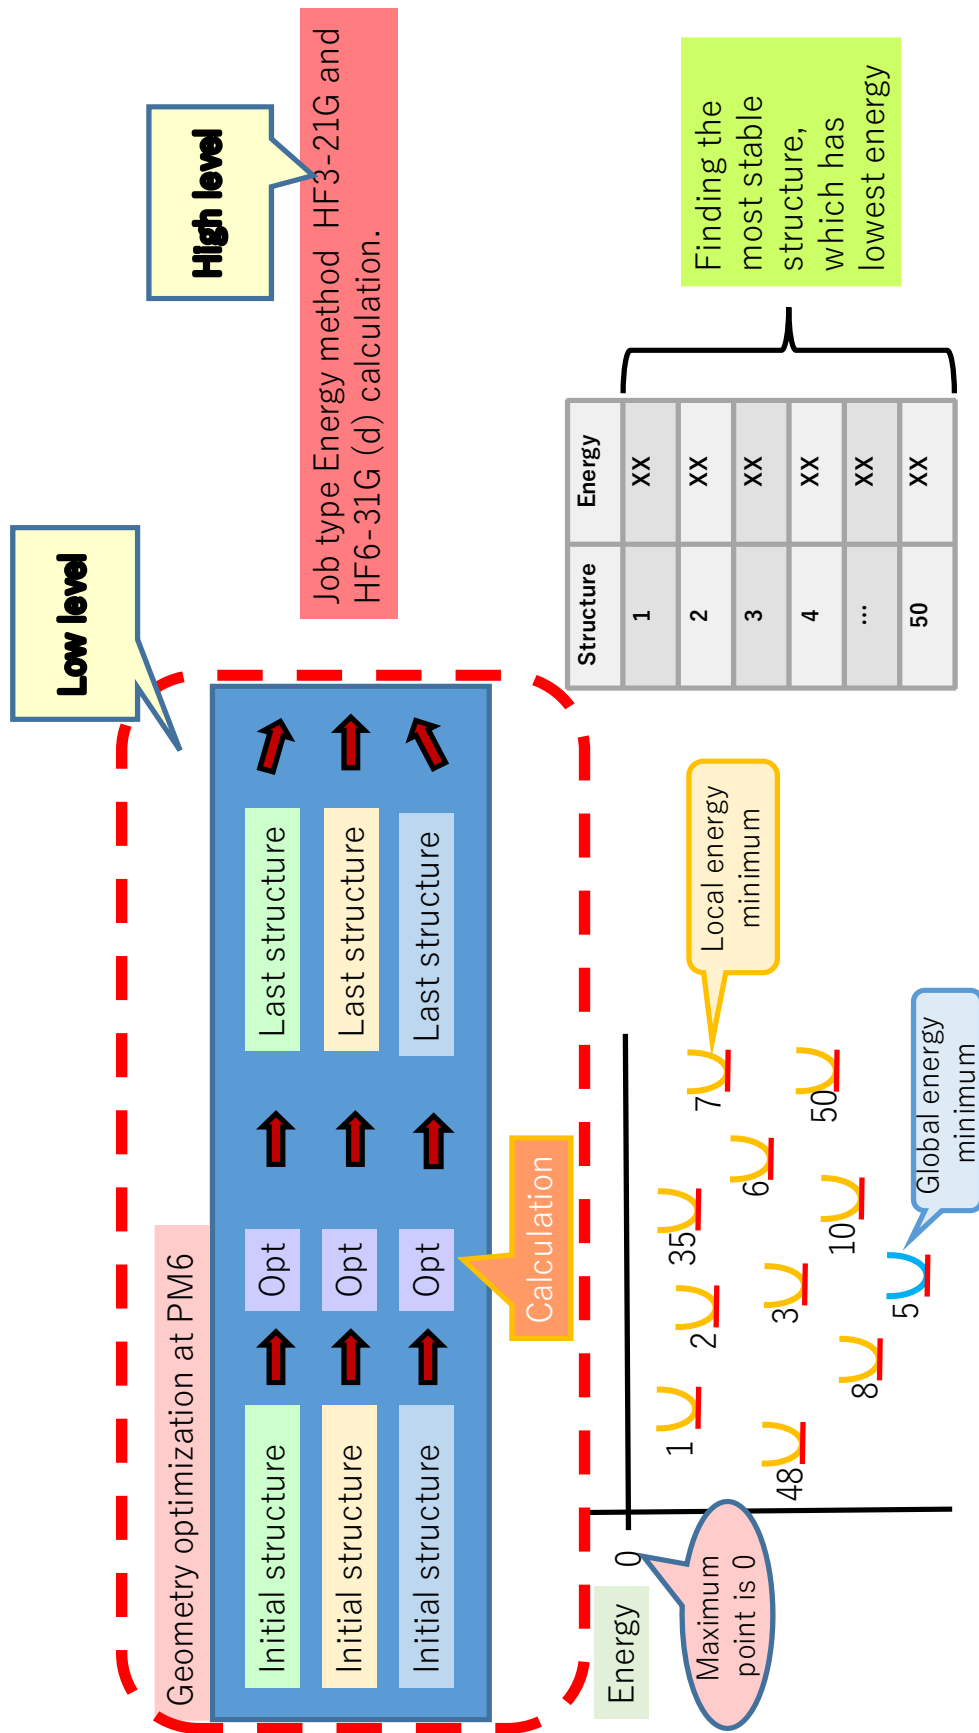 Low level
High level
Geometry optimization at PM6
Initial structure
Opt
Last structure
Initial structure
Opt
Last structure
Initial structure
Opt
Last structure
Calculation
Job type Energy method HF3-21G and
HF6-31G (d) calculation.
Energy
0
Maximum
point is 0
1
2
35
7
48
3
6
50
8
10
5
Local energy
minimum
Global energy
minimum
Structure Energy
1 XX
2 XX
3 XX
4 XX
... XX
50 XX
Finding the
most stable
structure,
which has
lowest energy